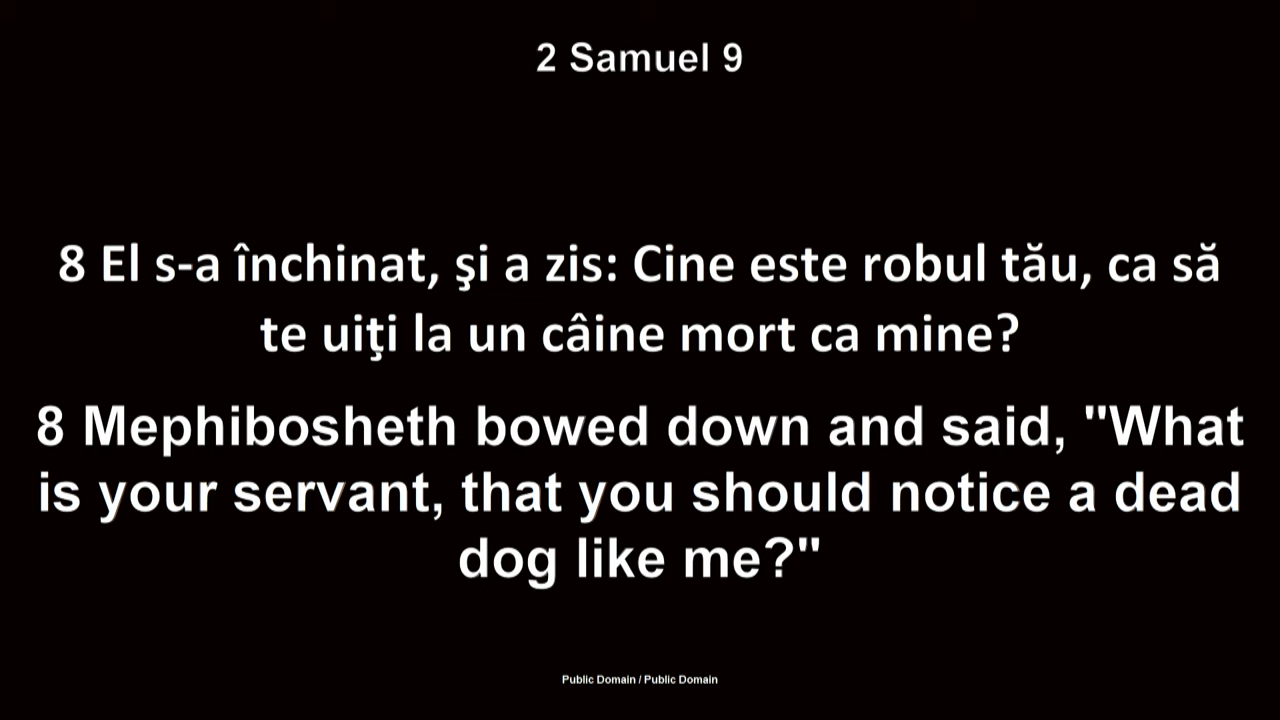 2 Samuel 9
8 El s-a închinat, şi a zis: Cine este robul tău, ca să
te uiţi la un câine mort ca mine?
8 Mephibosheth bowed down and said, "What
is your servant, that you should notice a dead
dog like me?"
Public Domain / Public Domain